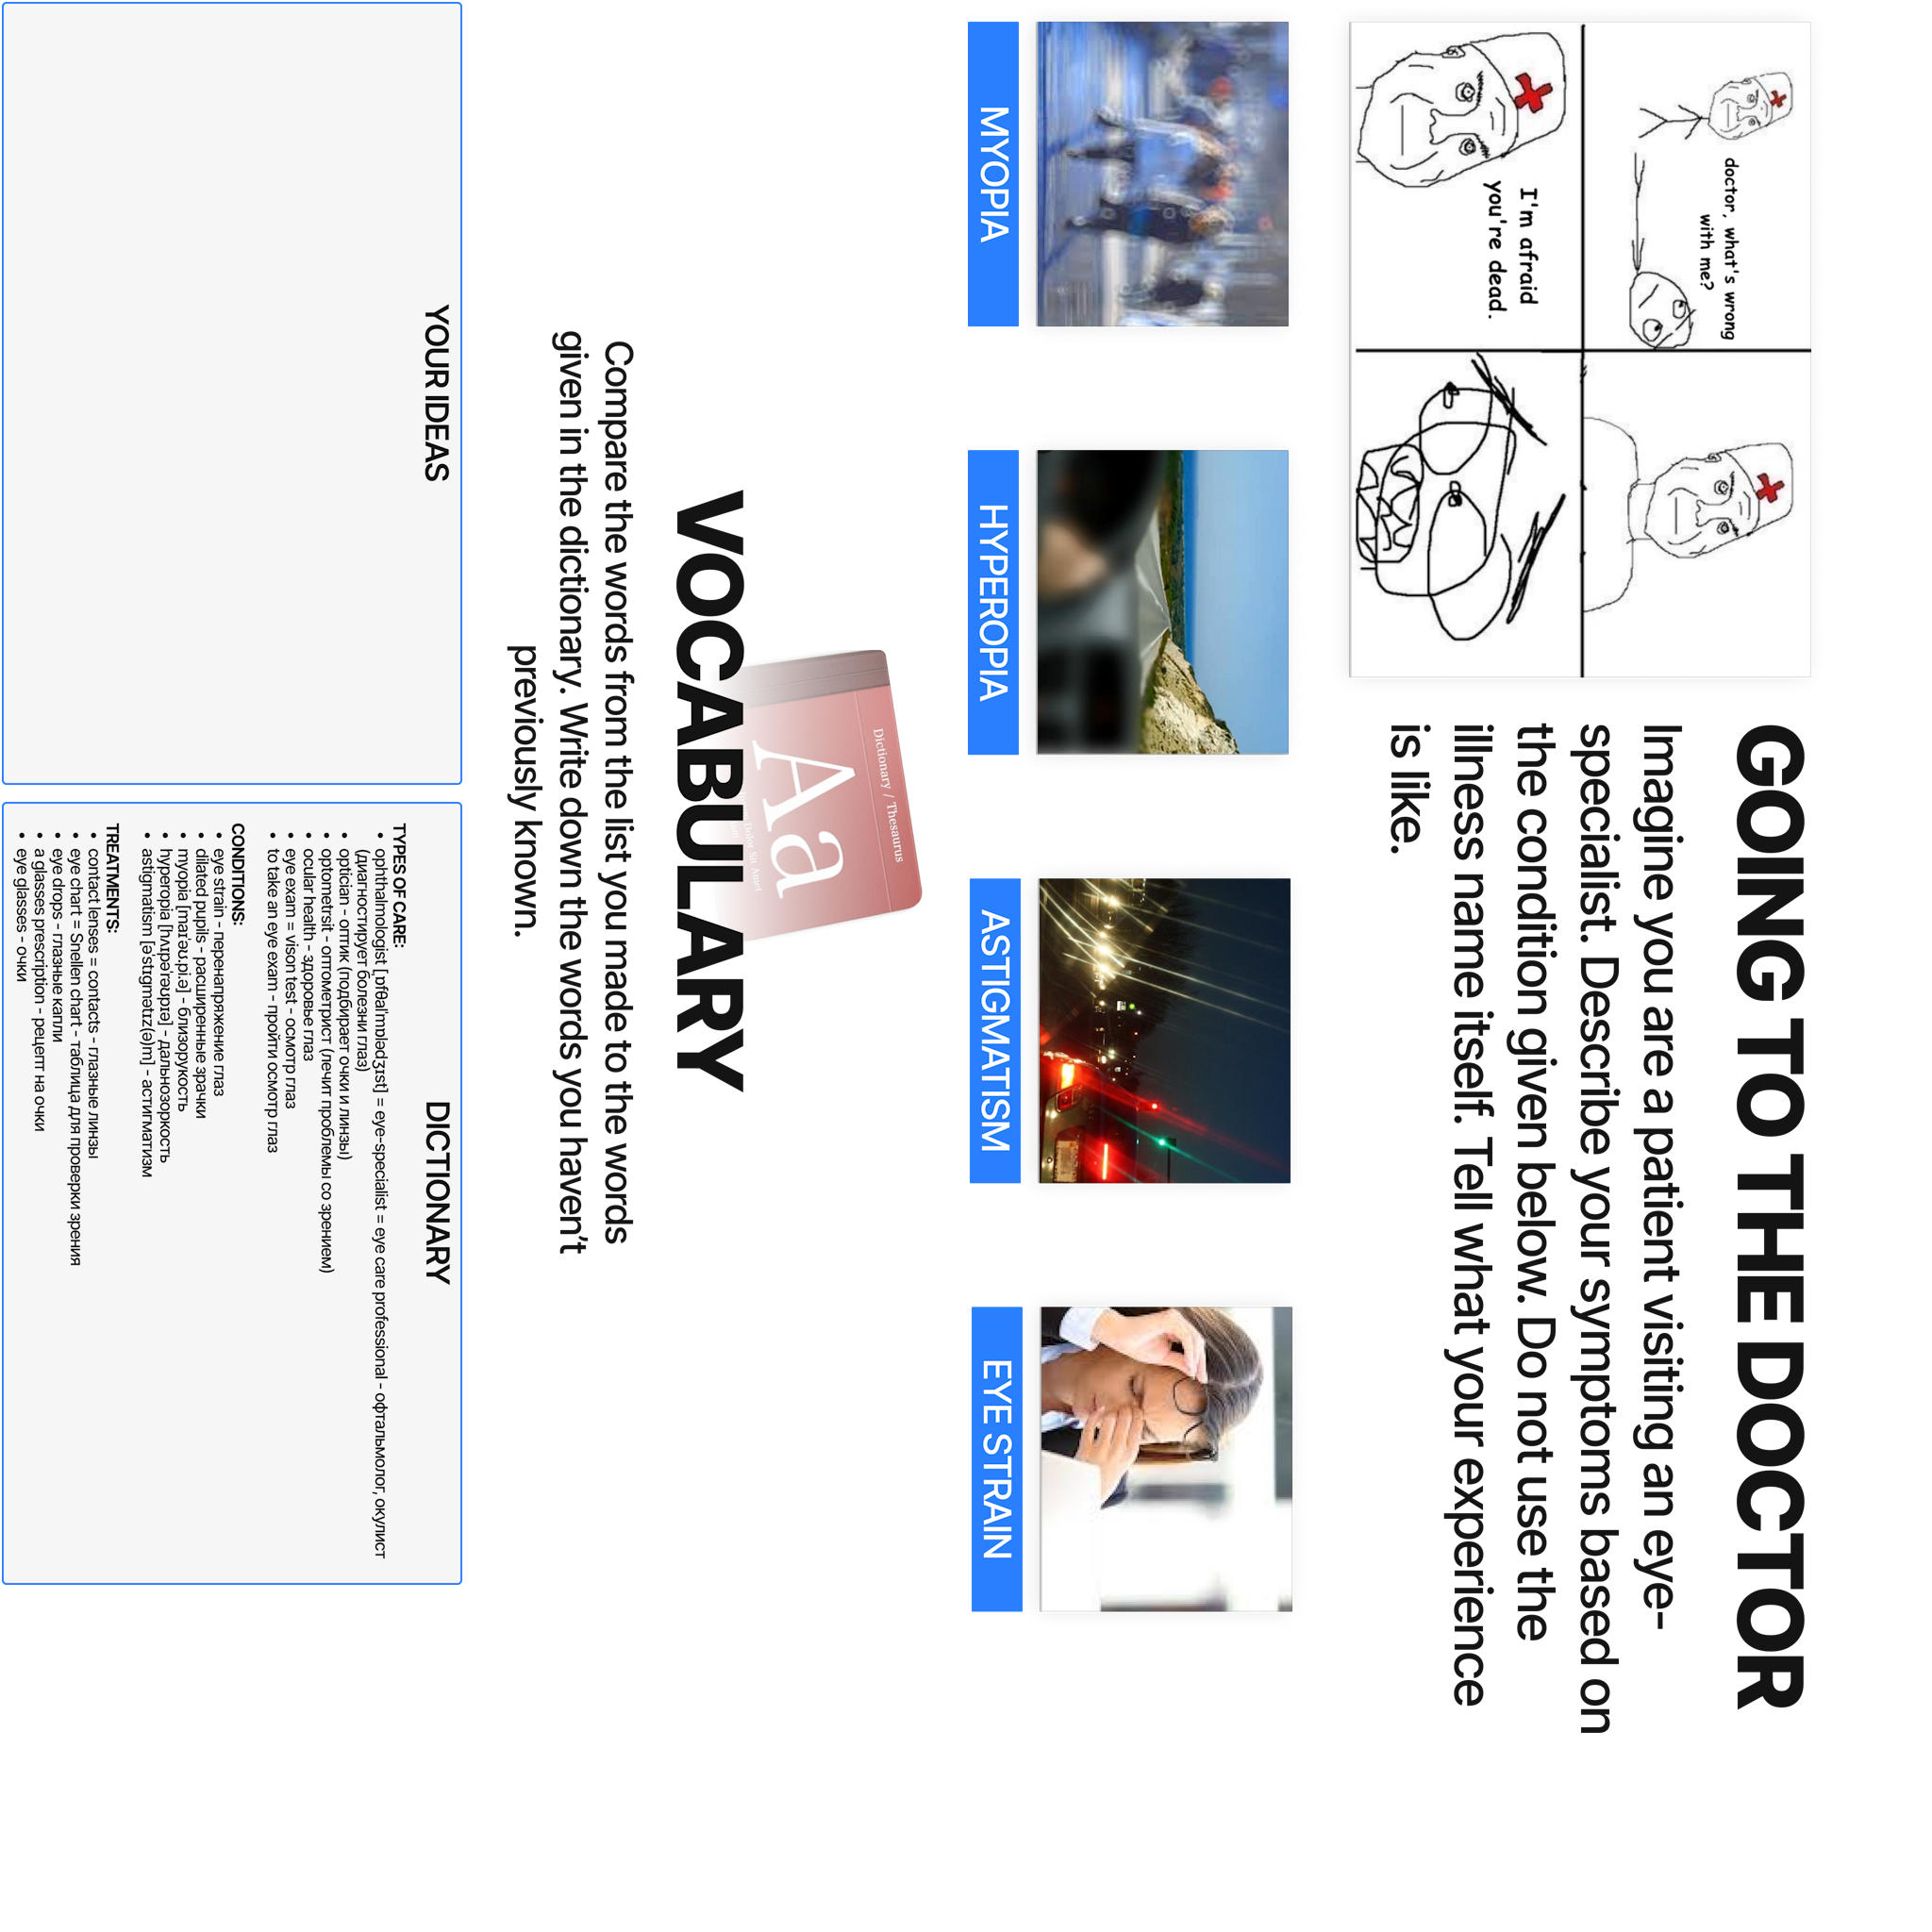 doctor, what's wrong
with me?
I'm afraid
you're dead.
GOING TO THE DOCTOR
Imagine you are a patient visiting an eye-
specialist. Describe your symptoms based on
the condition given below. Do not use the
illness name itself. Tell what your experience
is like.
MYOPIA
HYPEROPIA
ASTIGMATISM
EYE STRAIN
Dictionary / Thesaurus
Aa
Dolor Sit Amet
VOCABULARY
Compare the words from the list you made to the words
given in the dictionary. Write down the words you haven't
previously known.
YOUR IDEAS
DICTIONARY
TYPES OF CARE:
• ophthalmologist [ˌɒfθælˈmɒlədʒɪst] = eye-specialist = eye care professional - офтальмолог, окулист
(диагностирует болезни глаз)
• optician - оптик (подбирает очки и линзы)
• optometrsit - оптометрист (лечит проблемы со зрением)
• ocular health - здоровье глаз
• eye exam = vison test - осмотр глаз
• to take an eye exam - пройти осмотр глаз
CONDITIONS:
• eye strain - перенапряжение глаз
• dilated pupils - расширенные зрачки
• myopia [maɪˈəʊ.pi.ə] - близорукость
• hyperopia [hʌɪpəˈrəʊpɪə] - дальнозоркость
• astigmatism [əˈstɪɡmətɪz(ə)m] - астигматизм
TREATMENTS:
• contact lenses = contacts - глазные линзы
• eye chart = Snellen chart - таблица для проверки зрения
• eye drops - глазные капли
• a glasses prescription - рецепт на очки
• eye glasses - очки